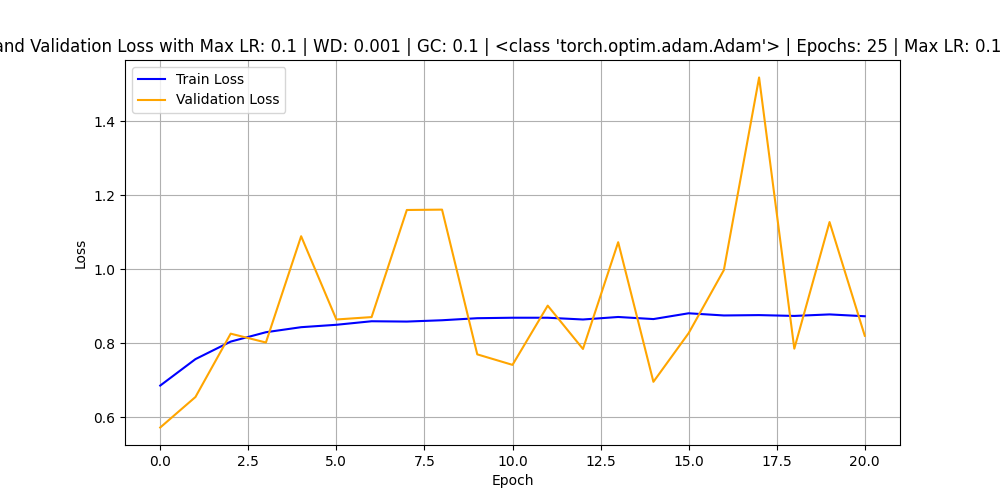 and Validation Loss with Max LR: 0.1 | WD: 0.001 | GC: 0.1 | <class 'torch.optim.adam.Adam'> | Epochs: 25 | Max LR: 0.1
Train Loss
Validation Loss
1.4
1.2
1.0
0.8
0.6
Loss
0.0 2.5 5.0 7.5 10.0 12.5 15.0 17.5 20.0
Epoch